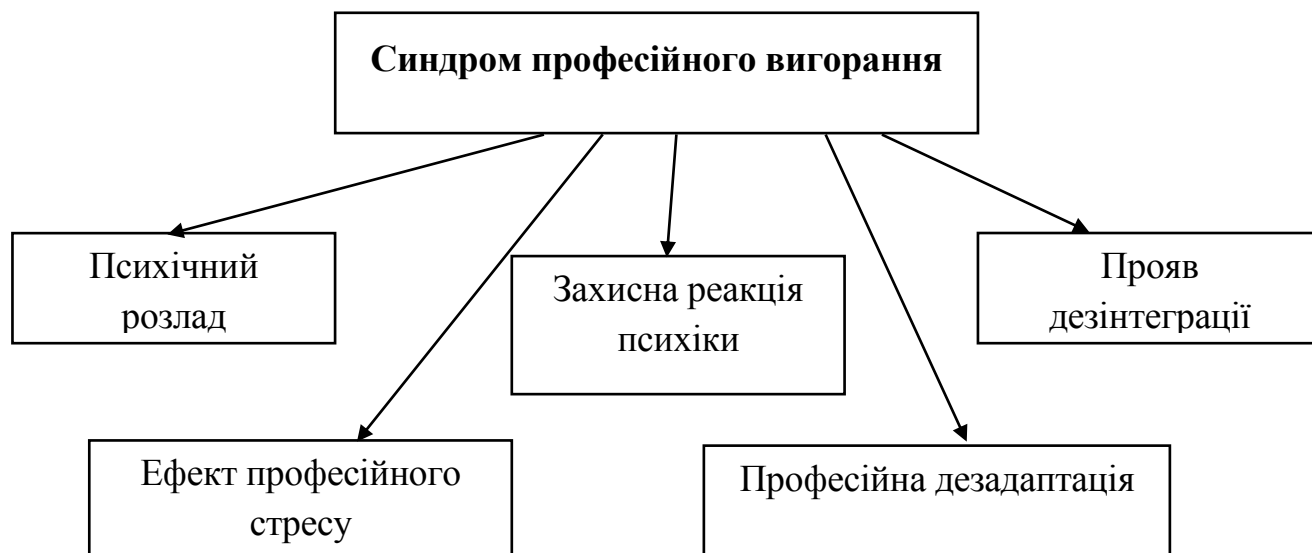 Синдром професійного вигорання
Психічний
розлад
Захисна реакція
психіки
Прояв
дезінтеграції
Ефект професійного
стресу
Професійна дезадаптація